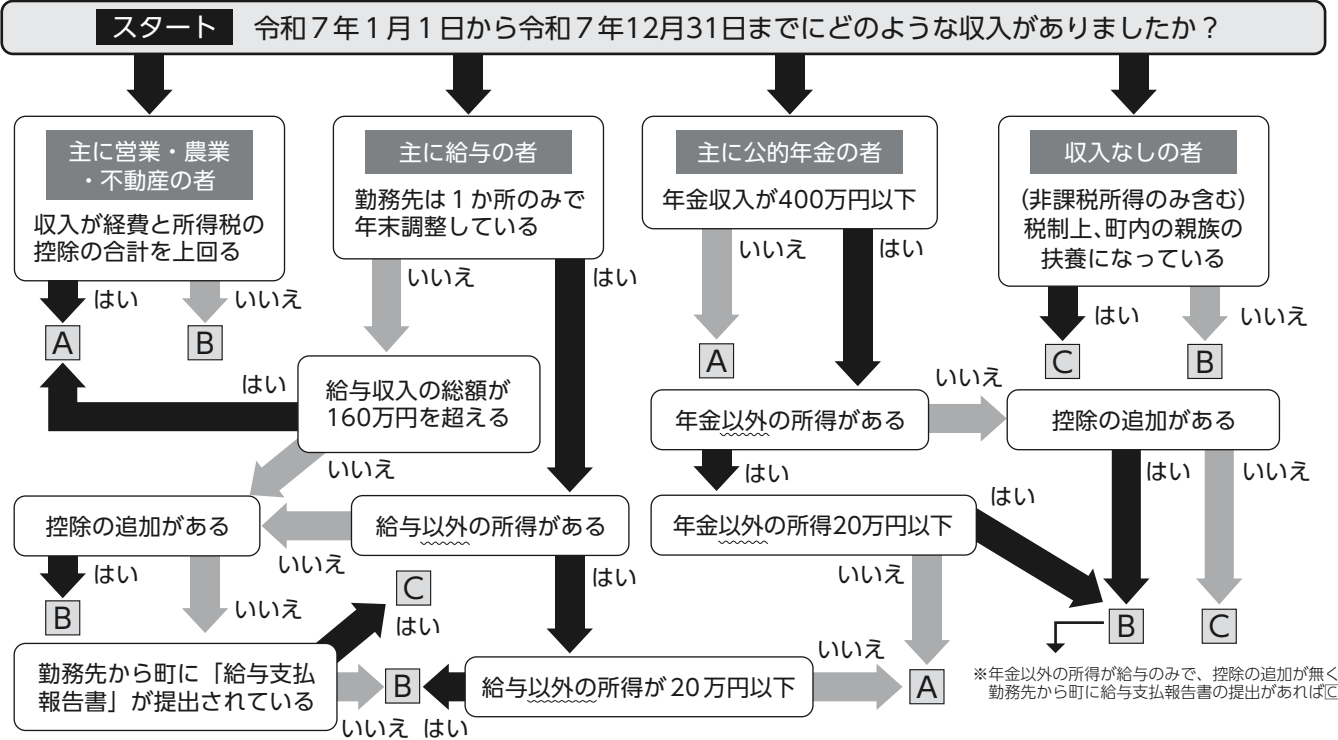 スタート 令和７年１月１日から令和７年12月31日までにどのような収入がありましたか？
主に営業・農業
・不動産の者
収入が経費と所得税の
控除の合計を上回る
はい
いいえ
A
B
主に給与の者
勤務先は１か所のみで
年末調整している
いいえ
はい
給与収入の総額が
160万円を超える
はい
いいえ
控除の追加がある
はい
いいえ
B
給与以外の所得がある
いいえ
はい
勤務先から町に「給与支払
報告書」が提出されている
C
はい
いいえ
B
給与以外の所得が20万円以下
はい
いいえ
A
主に公的年金の者
年金収入が400万円以下
いいえ
はい
A
年金以外の所得がある
いいえ
はい
年金以外の所得20万円以下
はい
いいえ
収入なしの者
(非課税所得のみ含む)
税制上、町内の親族の
扶養になっている
はい
いいえ
C
B
控除の追加がある
はい
いいえ
B
C
※年金以外の所得が給与のみで、控除の追加が無く
勤務先から町に給与支払報告書の提出があればC